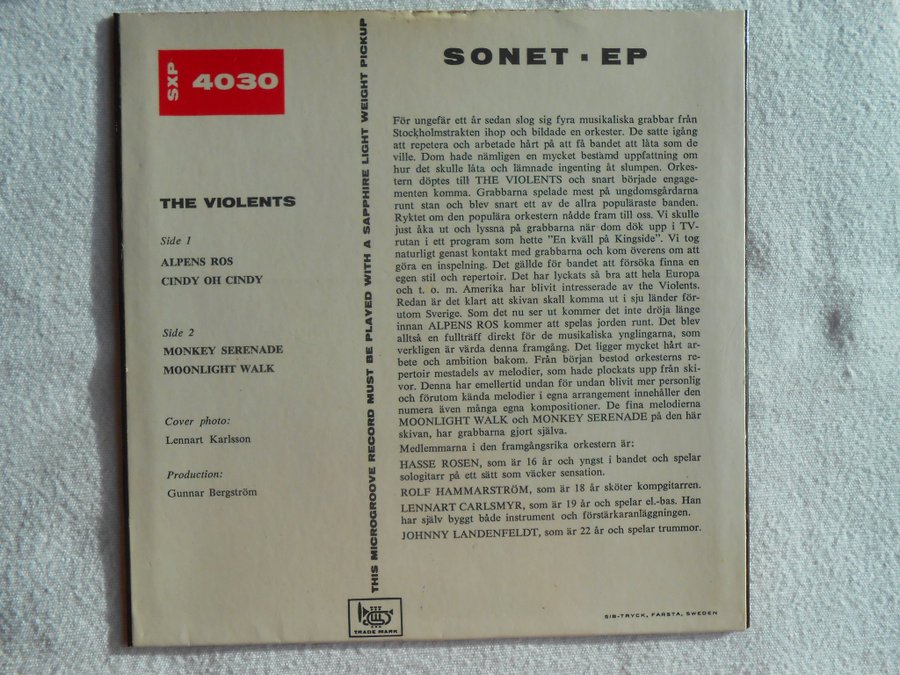 SXP 4030
THE VIOLENTS
Side 1
ALPENS ROS
CINDY OH CINDY
Side 2
MONKEY SERENADE
MOONLIGHT WALK
Cover photo:
Lennart Karlsson
Production:
Gunnar Bergström
THIS MICROGROOVE RECORD MUST BE PLAYED WITH A SAPPHIRE LIGHT WEIGHT PICKUP
TRADE MARK
SONET · EP
För ungefär ett år sedan slog sig fyra musikaliska grabbar från
Stockholmstrakten ihop och bildade en orkester. De satte igång
att repetera och arbetade hårt på att få bandet att låta som de
ville. Dom hade nämligen en mycket bestämd uppfattning om
hur det skulle låta och lämnade ingenting åt slumpen. Orkes-
tern döptes till THE VIOLENTS och snart började engage-
menten komma. Grabbarna spelade mest på ungdomsgårdarna
runt stan och blev snart ett av de allra populäraste banden.
Ryktet om den populära orkestern nådde fram till oss. Vi skulle
just åka ut och lyssna på grabbarna när dom dök upp i TV-
rutan i ett program som hette ”En kväll på Kingside”. Vi tog
naturligt genast kontakt med grabbarna och kom överens om att
göra en inspelning. Det gällde för bandet att försöka finna en
egen stil och repertoir. Det har lyckats så bra att hela Europa
och t. o. m. Amerika har blivit intresserade av the Violents.
Redan är det klart att skivan skall komma ut i sju länder för-
utom Sverige. Som det nu ser ut kommer det inte dröja länge
innan ALPENS ROS kommer att spelas jorden runt. Det blev
alltså en fullträff direkt för de musikaliska ynglingarna, som
verkligen är värda denna framgång. Det ligger mycket hårt ar-
bete och ambition bakom. Från början bestod orkesterns re-
pertoir mestadels av melodier, som hade plockats upp från ski-
vor. Denna har emellertid undan för undan blivit mer personlig
och förutom kända melodier i egna arrangement innehåller den
numera även många egna kompositioner. De fina melodierna
MOONLIGHT WALK och MONKEY SERENADE på den här
skivan, har grabbarna gjort själva.
Medlemmarna i den framgångsrika orkestern är:
HASSE ROSEN, som är 16 år och yngst i bandet och spelar
sologitarr på ett sätt som väcker sensation.
ROLF HAMMARSTRÖM, som är 18 år sköter kompgitarren.
LENNART CARLSMYR, som är 19 år och spelar el.-bas. Han
har själv byggt både instrument och förstärkaranläggningen.
JOHNNY LANDENFELDT, som är 22 år och spelar trummor.
SIB-TRYCK, FARSTA, SWEDEN